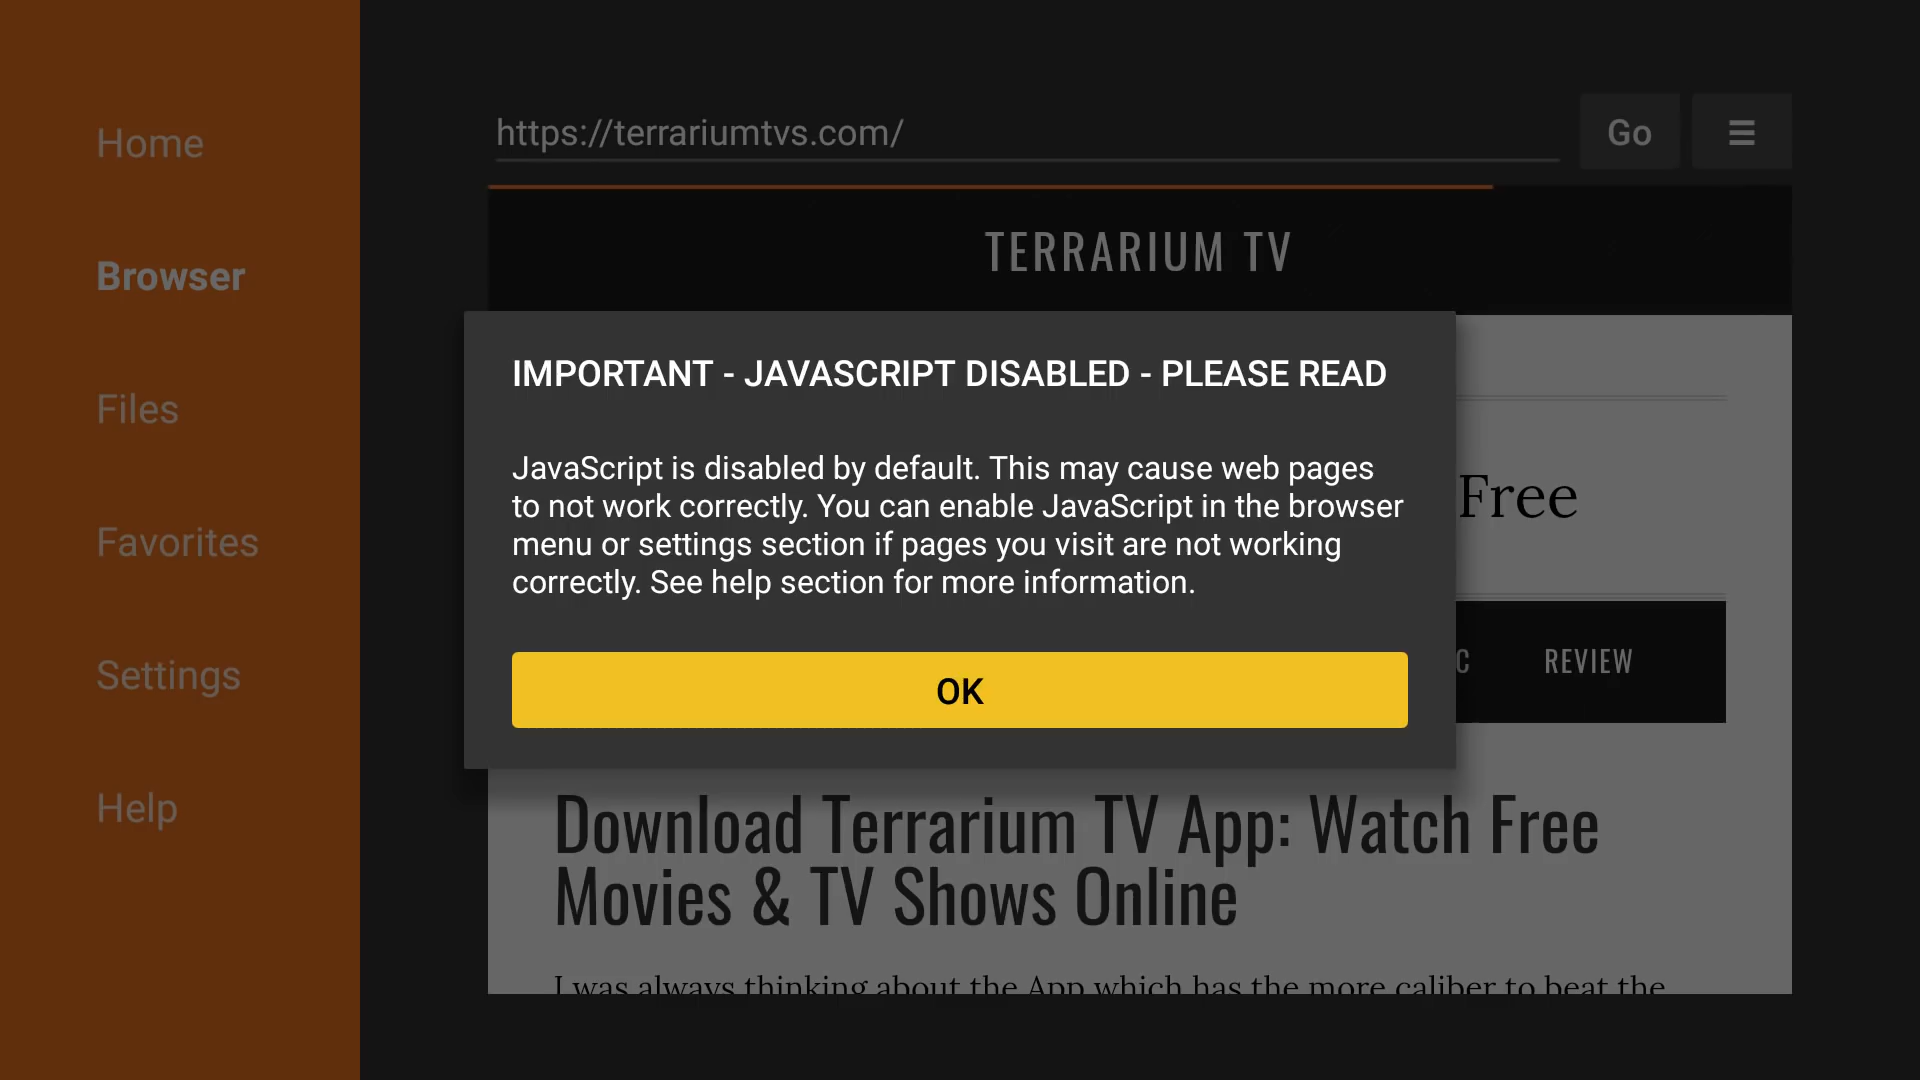 Home
Browser
Files
Favorites
Settings
Help
https://terrariumtvs.com/
Go
TERRARIUM TV
IMPORTANT - JAVASCRIPT DISABLED - PLEASE READ
JavaScript is disabled by default. This may cause web pages
to not work correctly. You can enable JavaScript in the browser
menu or settings section if pages you visit are not working
correctly. See help section for more information.
OK
Free
C
REVIEW
Download Terrarium TV App: Watch Free
Movies & TV Shows Online
I was always thinking about the App which has the more caliber to beat the